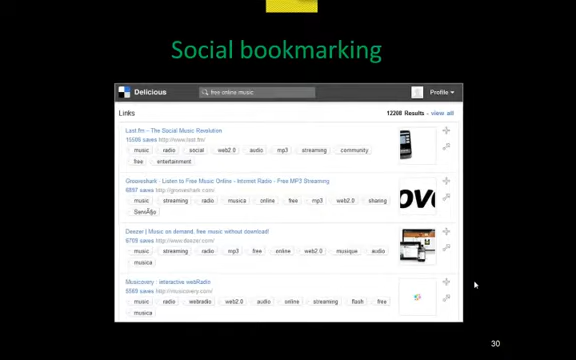 Social bookmarking
Delicious
free online music
Profile
Links
12208 Results - view all
Last.fm - The Social Music Revolution
15509 saves http://www.last.fm/
music radio social web2.0 audio mp3 streaming community
free entertainment
Grooveshark - Listen to Free Music Online - Internet Radio - Free MP3 Streaming
6897 saves http://grooveshark.com/
music streaming radio musica online free mp3 web2.0 sharing
Deezer | Music on demand, free music without download!
6709 saves http://www.deezer.com/
music streaming radio mp3 free online web2.0 musique audio
musica
Musicovery : interactive webRadio
5569 saves http://musicovery.com/
music radio webradio web2.0 audio online streaming flash free
musica
30